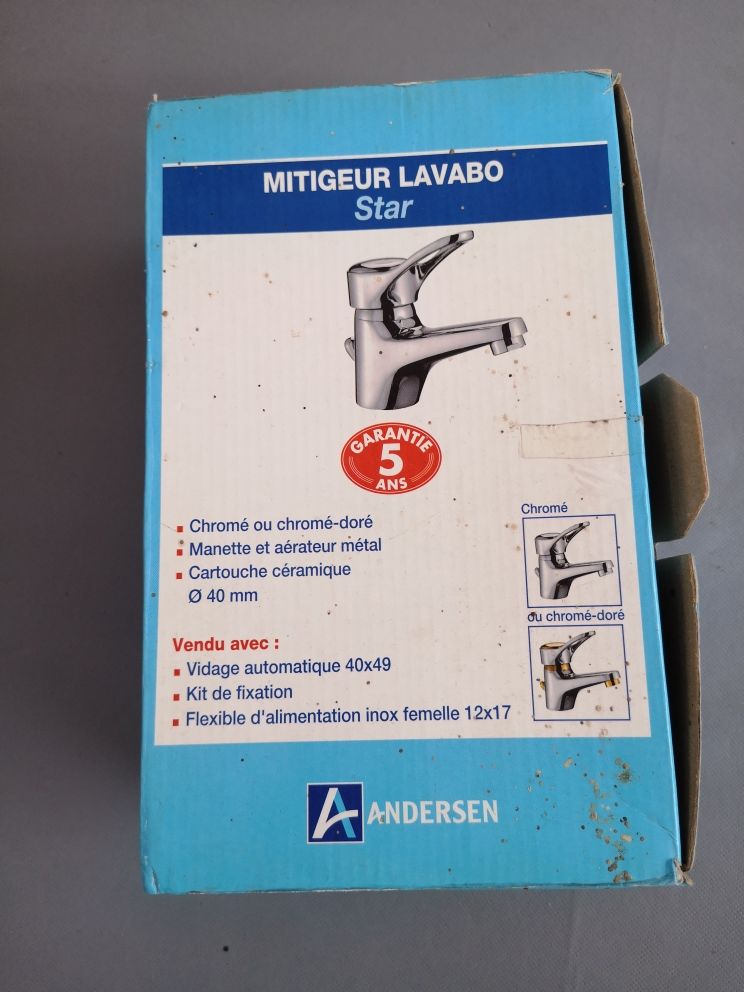 MITIGEUR LAVABO
Star
GARANTIE
5
ANS
Chromé ou chromé-doré
Manette et aérateur métal
Cartouche céramique
Ø 40 mm
Chromé
ou chromé-doré
Vendu avec :
Vidage automatique 40x49
Kit de fixation
Flexible d'alimentation inox femelle 12x17
ANDERSEN